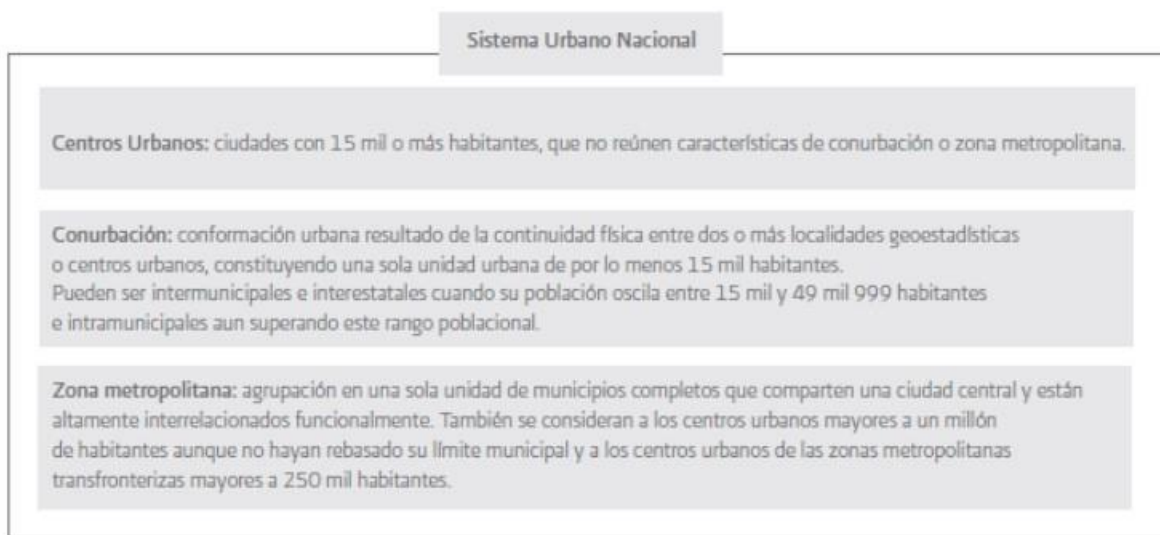 Sistema Urbano Nacional
Centros Urbanos: ciudades con 15 mil o más habitantes, que no reúnen características de conurbación o zona metropolitana.
Conurbación: conformación urbana resultado de la continuidad física entre dos o más localidades geoestadísticas
o centros urbanos, constituyendo una sola unidad urbana de por lo menos 15 mil habitantes.
Pueden ser intermunicipales e interestatales cuando su población oscila entre 15 mil y 49 mil 999 habitantes
e intramunicipales aun superando este rango poblacional.
Zona metropolitana: agrupación en una sola unidad de municipios completos que comparten una ciudad central y están
altamente interrelacionados funcionalmente. También se consideran a los centros urbanos mayores a un millón
de habitantes aunque no hayan rebasado su límite municipal y a los centros urbanos de las zonas metropolitanas
transfronterizas mayores a 250 mil habitantes.